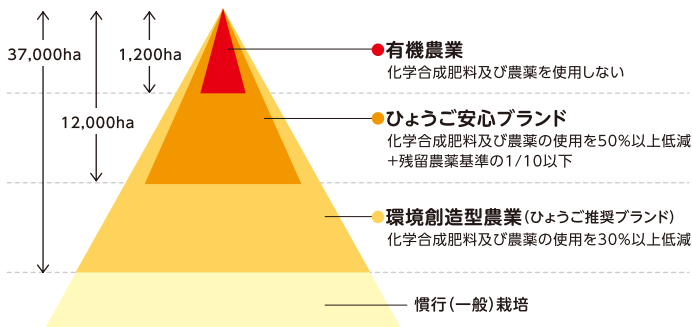 37,000ha
12,000ha
1,200ha
有機農業
化学合成肥料及び農薬を使用しない
ひょうご安心ブランド
化学合成肥料及び農薬の使用を50%以上低減
+残留農薬基準の1/10以下
環境創造型農業(ひょうご推奨ブランド)
化学合成肥料及び農薬の使用を30%以上低減
慣行(一般)栽培